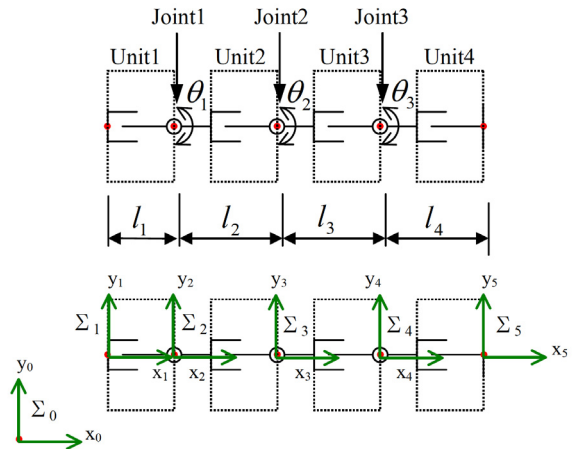 Joint1 Joint2 Joint3
Unit1 Unit2 Unit3 Unit4
θ1 θ2 θ3
l1 l2 l3 l4
y1 y2 y3 y4 y5
Σ1 Σ2 Σ3 Σ4 Σ5
x1 x2 x3 x4 x5
y0
Σ0
x0